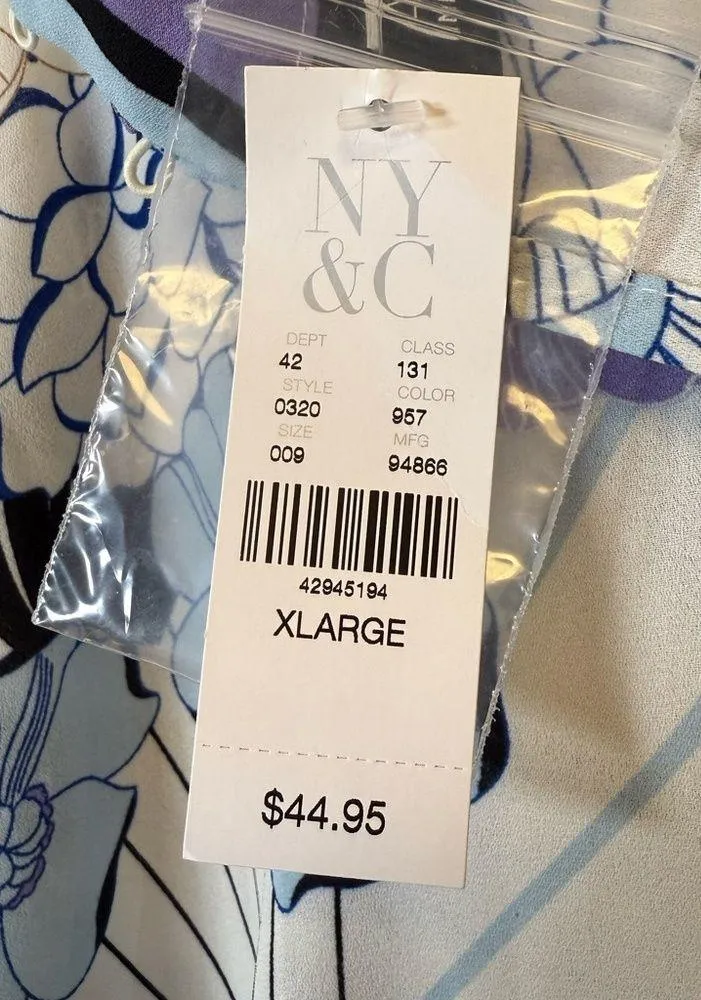 NY
&C
DEPT CLASS
42 131
STYLE COLOR
0320 957
SIZE MFG
009 94866
42945194
XLARGE
$44.95